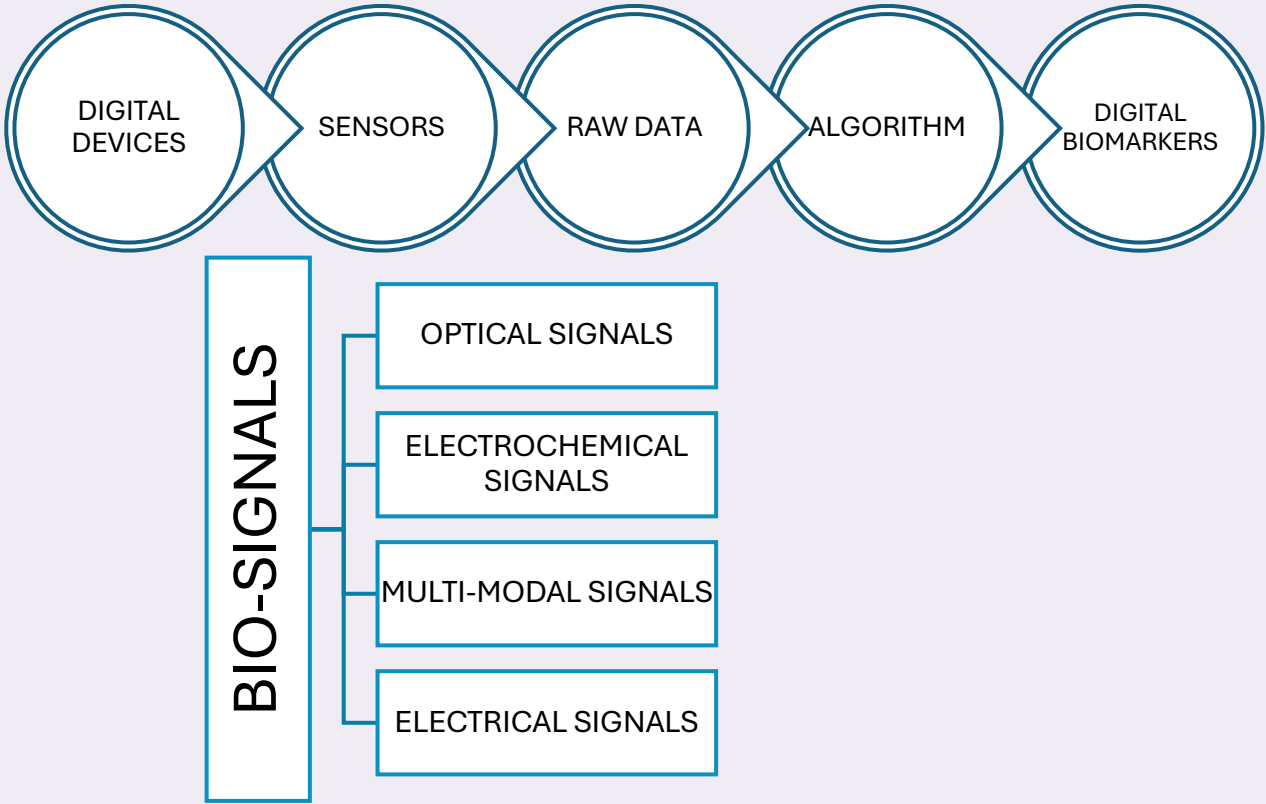 DIGITAL
DEVICES
SENSORS
RAW DATA
ALGORITHM
DIGITAL
BIOMARKERS
BIO-SIGNALS
OPTICAL SIGNALS
ELECTROCHEMICAL
SIGNALS
MULTI-MODAL SIGNALS
ELECTRICAL SIGNALS